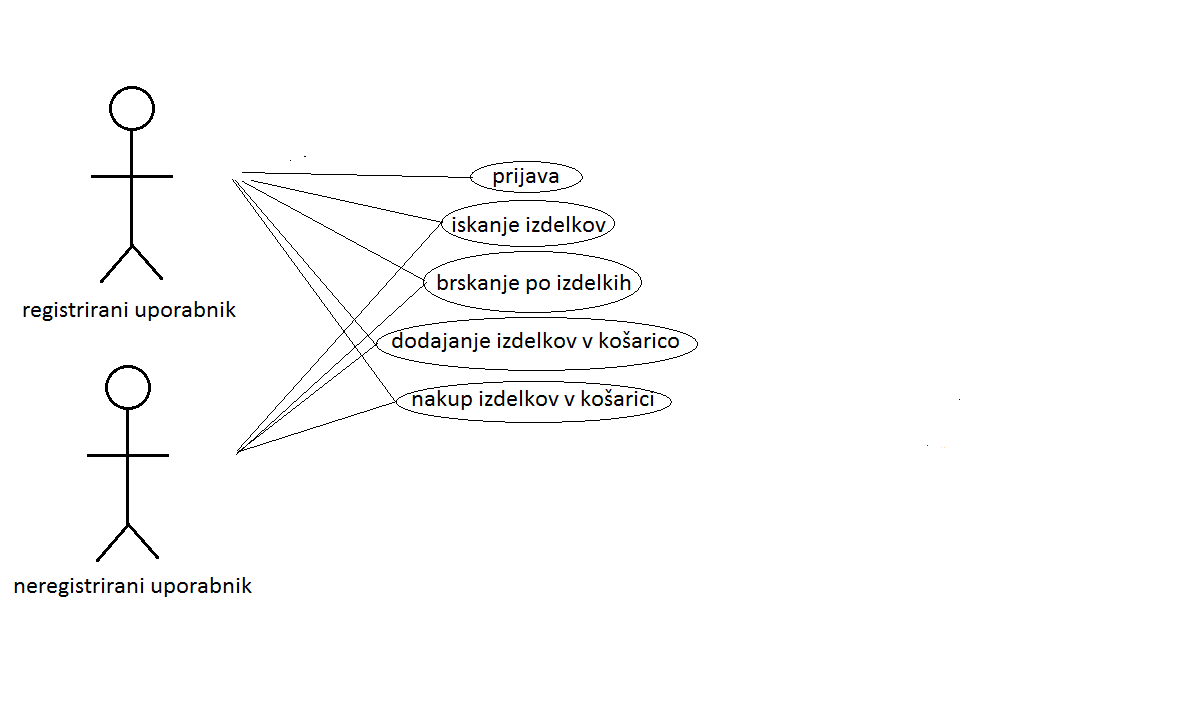 prijava
iskanje izdelkov
brskanje po izdelkih
registrirani uporabnik
dodajanje izdelkov v košarico
nakup izdelkov v košarici
neregistrirani uporabnik